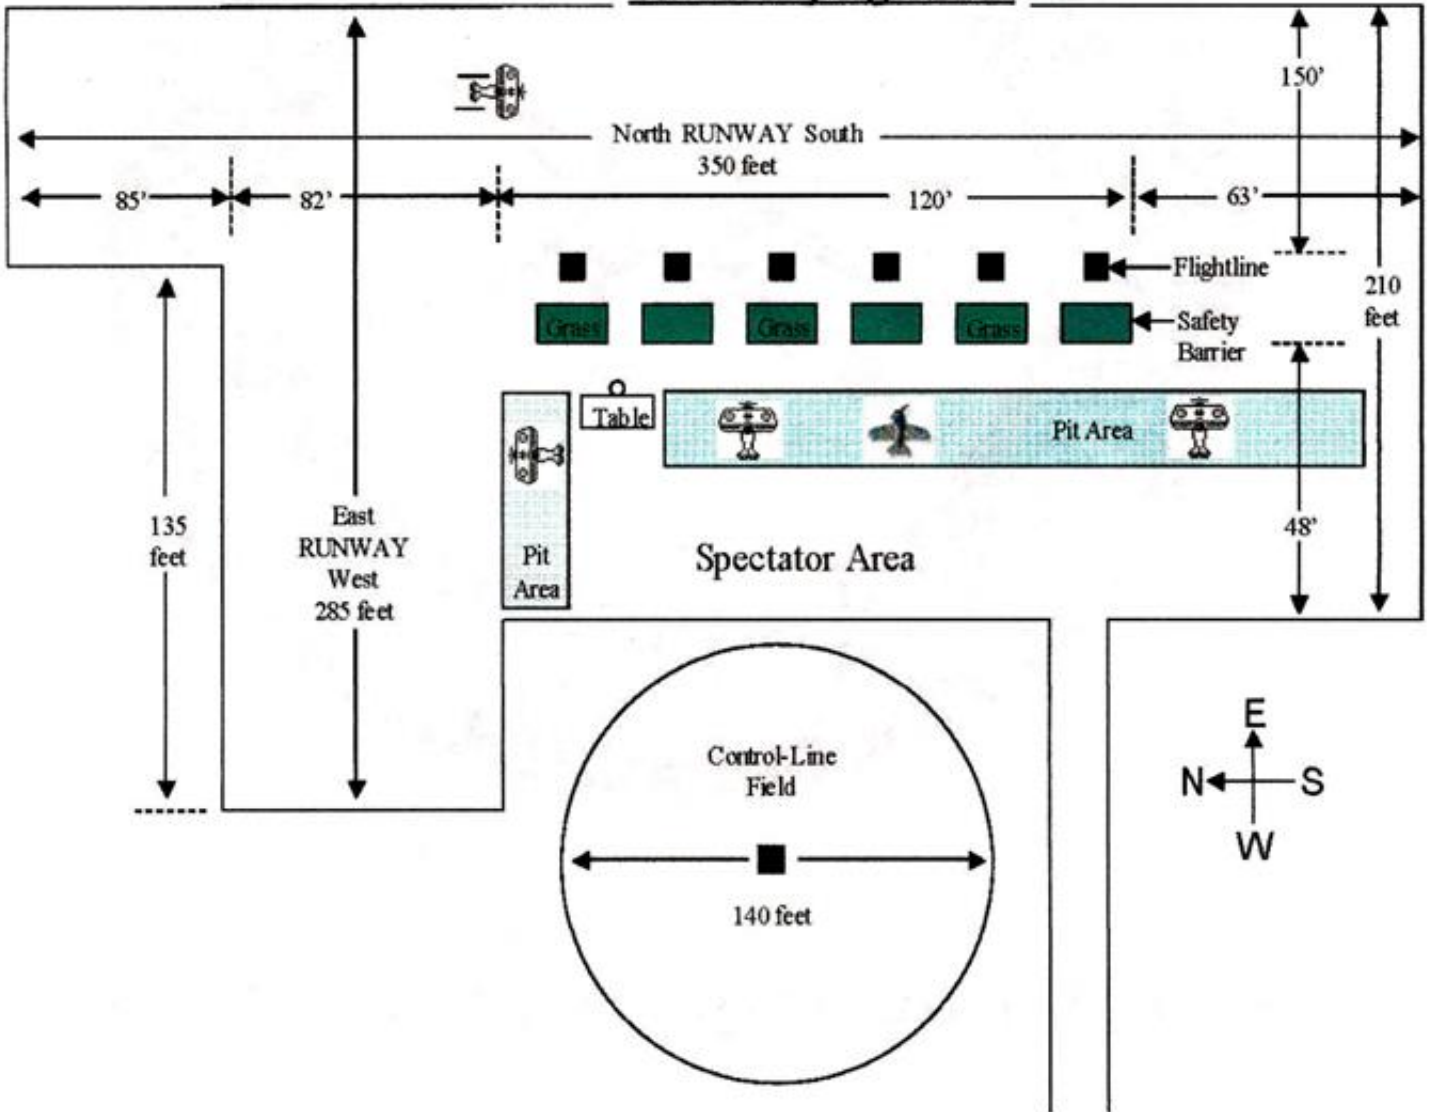 150'
North RUNWAY South
350 feet
85'
82'
120'
63'
Flightline
210
feet
Grass
Grass
Grass
Safety
Barrier
Table
Pit Area
135
feet
East
RUNWAY
West
285 feet
48'
Pit
Area
Spectator Area
Control-Line
Field
140 feet
E
N
S
W